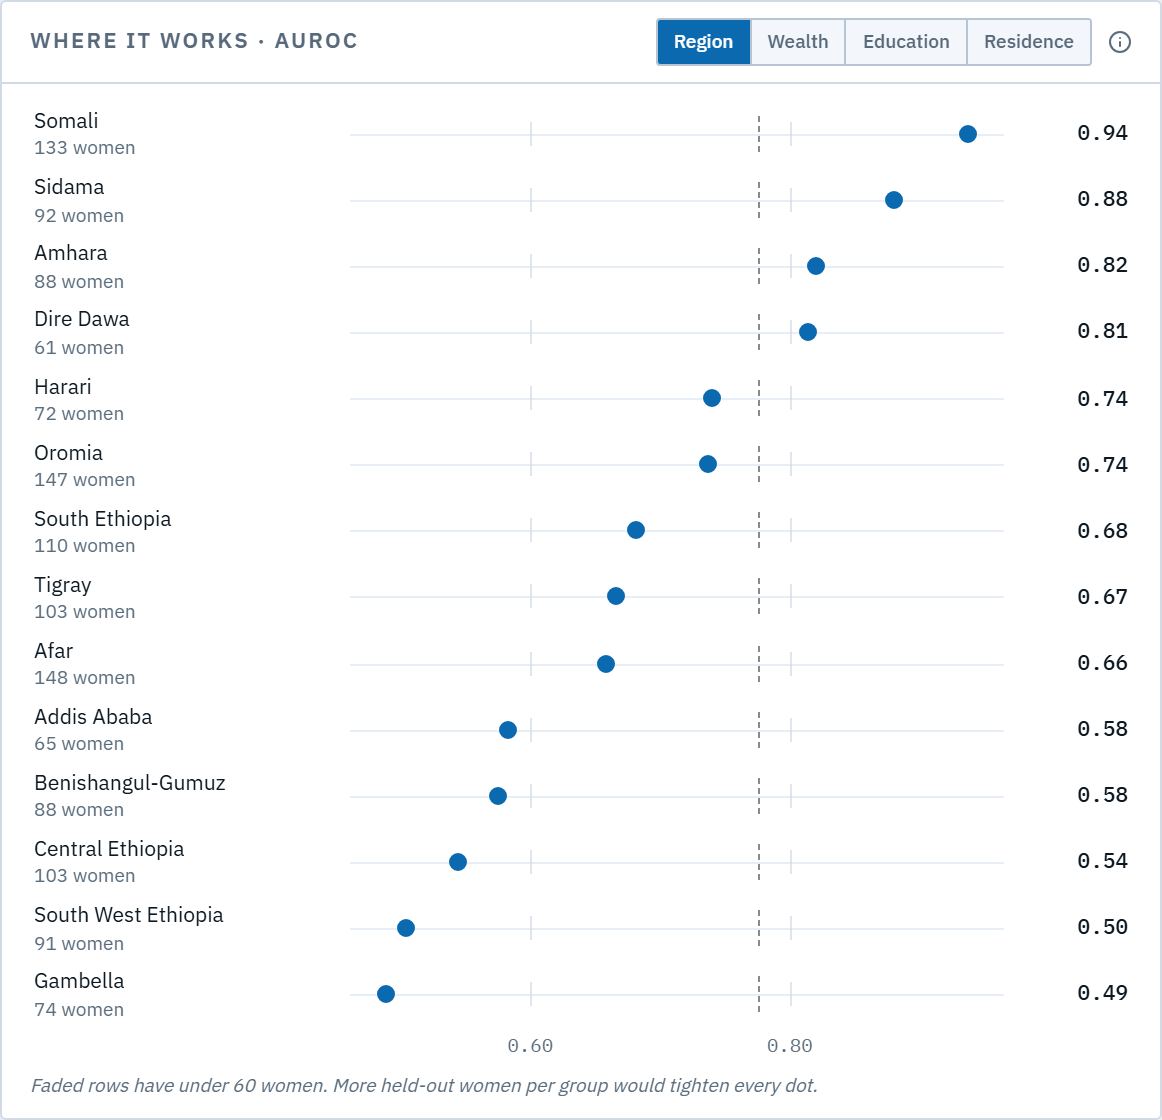 WHERE IT WORKS · AUROC
Region Wealth Education Residence
Somali
133 women
0.94
Sidama
92 women
0.88
Amhara
88 women
0.82
Dire Dawa
61 women
0.81
Harari
72 women
0.74
Oromia
147 women
0.74
South Ethiopia
110 women
0.68
Tigray
103 women
0.67
Afar
148 women
0.66
Addis Ababa
65 women
0.58
Benishangul-Gumuz
88 women
0.58
Central Ethiopia
103 women
0.54
South West Ethiopia
91 women
0.50
Gambella
74 women
0.49
0.60 0.80
Faded rows have under 60 women. More held-out women per group would tighten every dot.